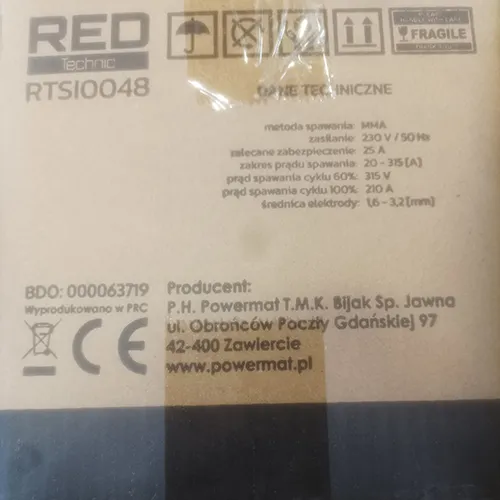 RED
Technic
RTSI0048
FRAGILE
DANE TECHNICZNE
metoda spawania: MMA
zasilanie: 230 V / 50 Hz
zalecane zabezpieczenie: 25 A
zakres prądu spawania: 20 - 315 [A]
prąd spawania cyklu 60%: 315 V
prąd spawania cyklu 100%: 210 A
średnica elektrody: 1,6 - 3,2 [mm]
BDO: 000063719
Wyprodukowano w PRC
CE
Producent:
P.H. Powermat T.M.K. Bijak Sp. Jawna
ul. Obrońców Poczty Gdańskiej 97
42-400 Zawiercie
www.powermat.pl